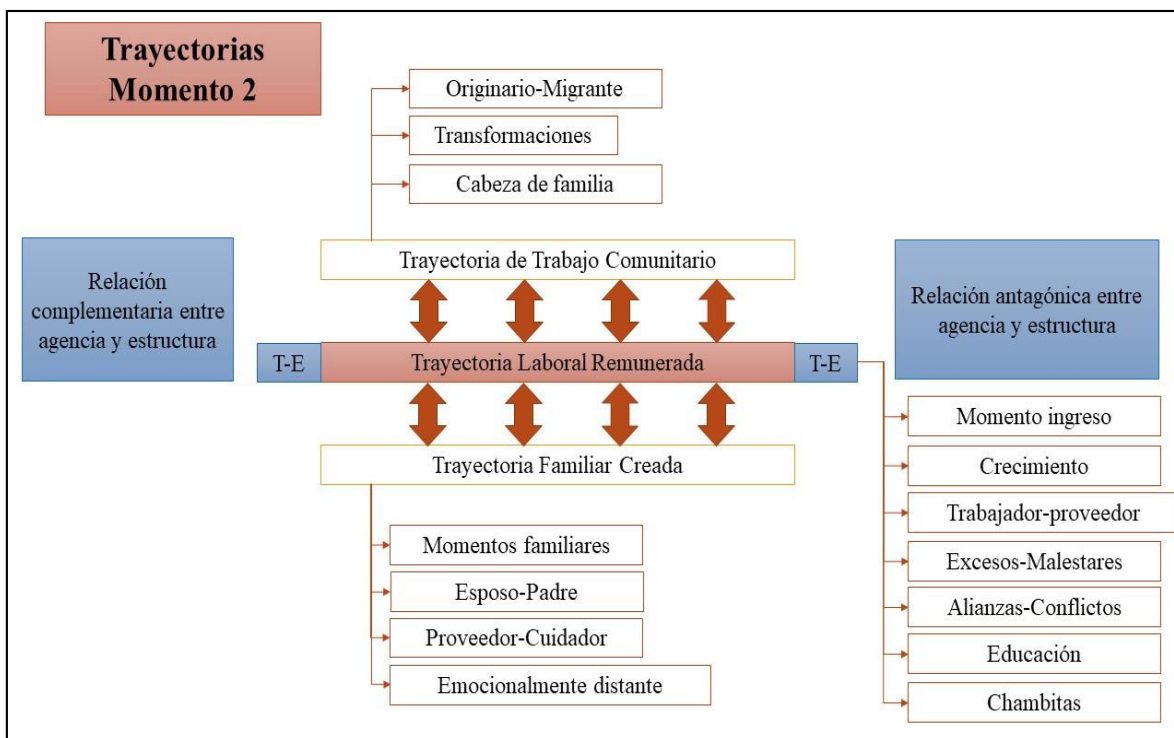 Trayectorias
Momento 2
Originario-Migrante
Transformaciones
Cabeza de familia
Relación
complementaria entre
agencia y estructura
Trayectoria de Trabajo Comunitario
Relación antagónica entre
agencia y estructura
T-E
Trayectoria Laboral Remunerada
T-E
Trayectoria Familiar Creada
Momentos familiares
Esposo-Padre
Proveedor-Cuidador
Emocionalmente distante
Momento ingreso
Crecimiento
Trabajador-proveedor
Excesos-Malestares
Alianzas-Conflictos
Educación
Chambitas